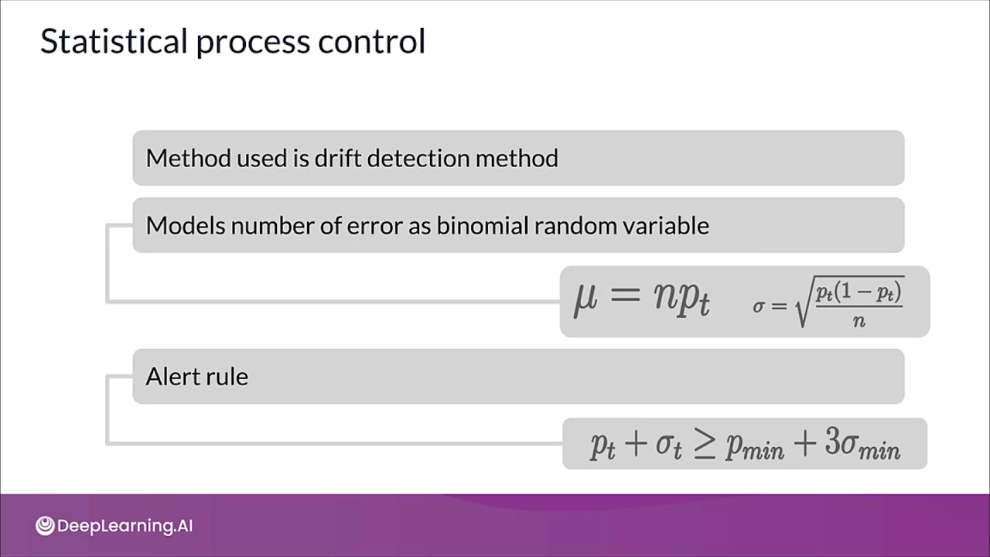 Statistical process control
Method used is drift detection method
Models number of error as binomial random variable
μ = np_t σ = √(p_t(1 − p_t)/n)
Alert rule
p_t + σ_t ≥ p_min + 3σ_min
DeepLearning.AI